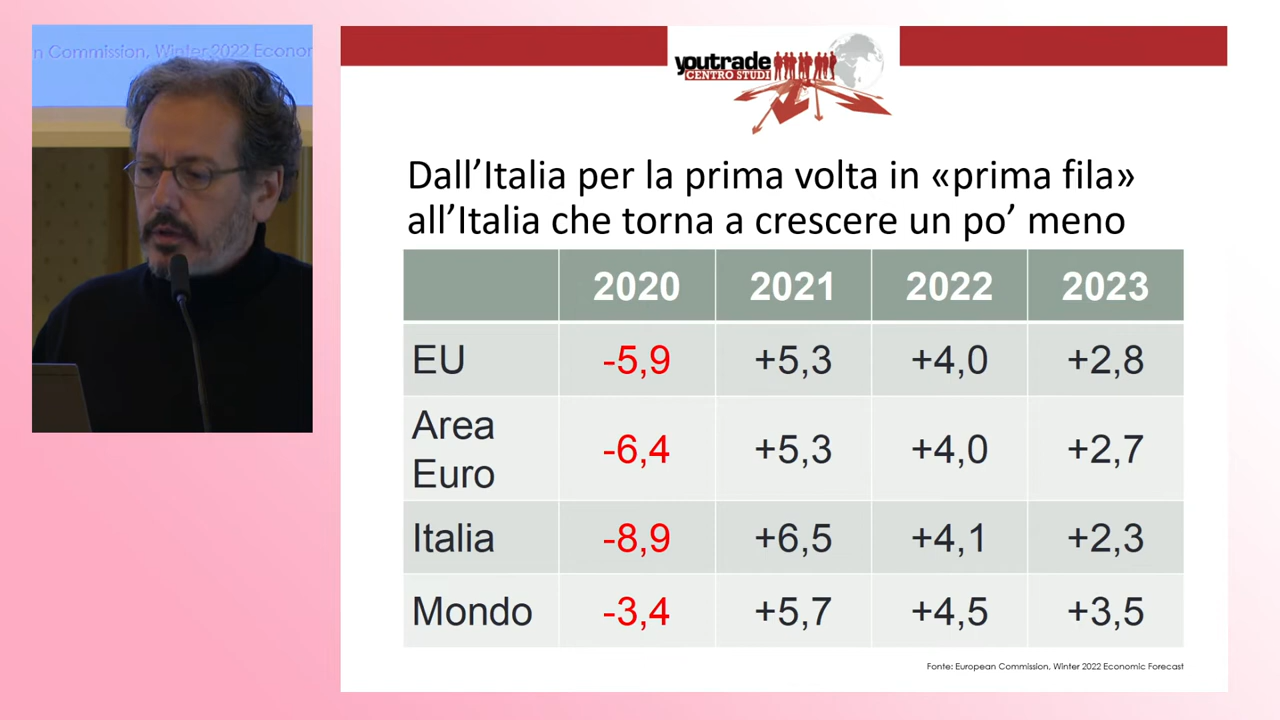 n Commission, Winter 2022 Econom
youtrade
CENTRO STUDI
Dall’Italia per la prima volta in «prima fila»
all’Italia che torna a crescere un po’ meno
2020 2021 2022 2023
EU -5,9 +5,3 +4,0 +2,8
Area
Euro -6,4 +5,3 +4,0 +2,7
Italia -8,9 +6,5 +4,1 +2,3
Mondo -3,4 +5,7 +4,5 +3,5
Fonte: European Commission, Winter 2022 Economic Forecast